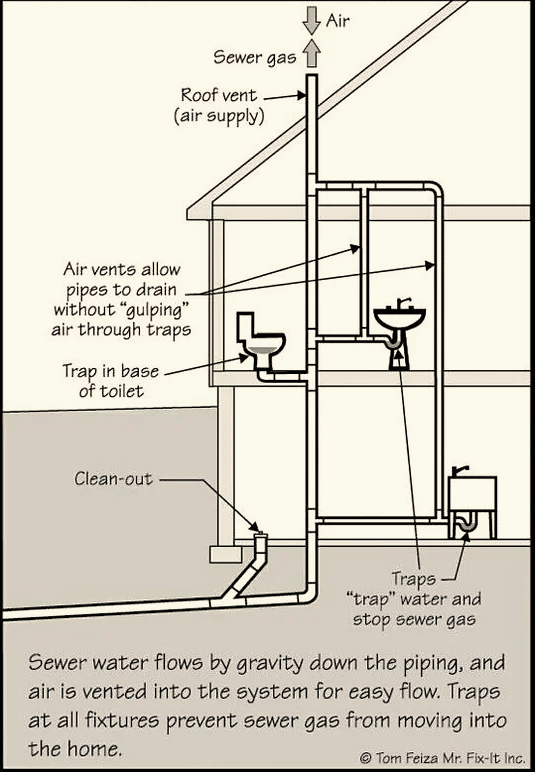 Air
Sewer gas
Roof vent
(air supply)
Air vents allow
pipes to drain
without "gulping"
air through traps
Trap in base
of toilet
Clean-out
Traps
"trap" water and
stop sewer gas
Sewer water flows by gravity down the piping, and
air is vented into the system for easy flow. Traps
at all fixtures prevent sewer gas from moving into
the home.
© Tom Feiza Mr. Fix-It Inc.